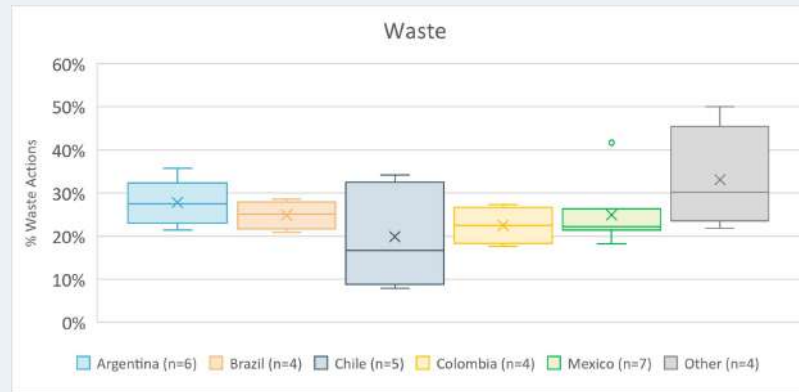 Waste
60%
50%
40%
30%
20%
10%
0%
% Waste Actions
Argentina (n=6) Brazil (n=4) Chile (n=5) Colombia (n=4) Mexico (n=7) Other (n=4)